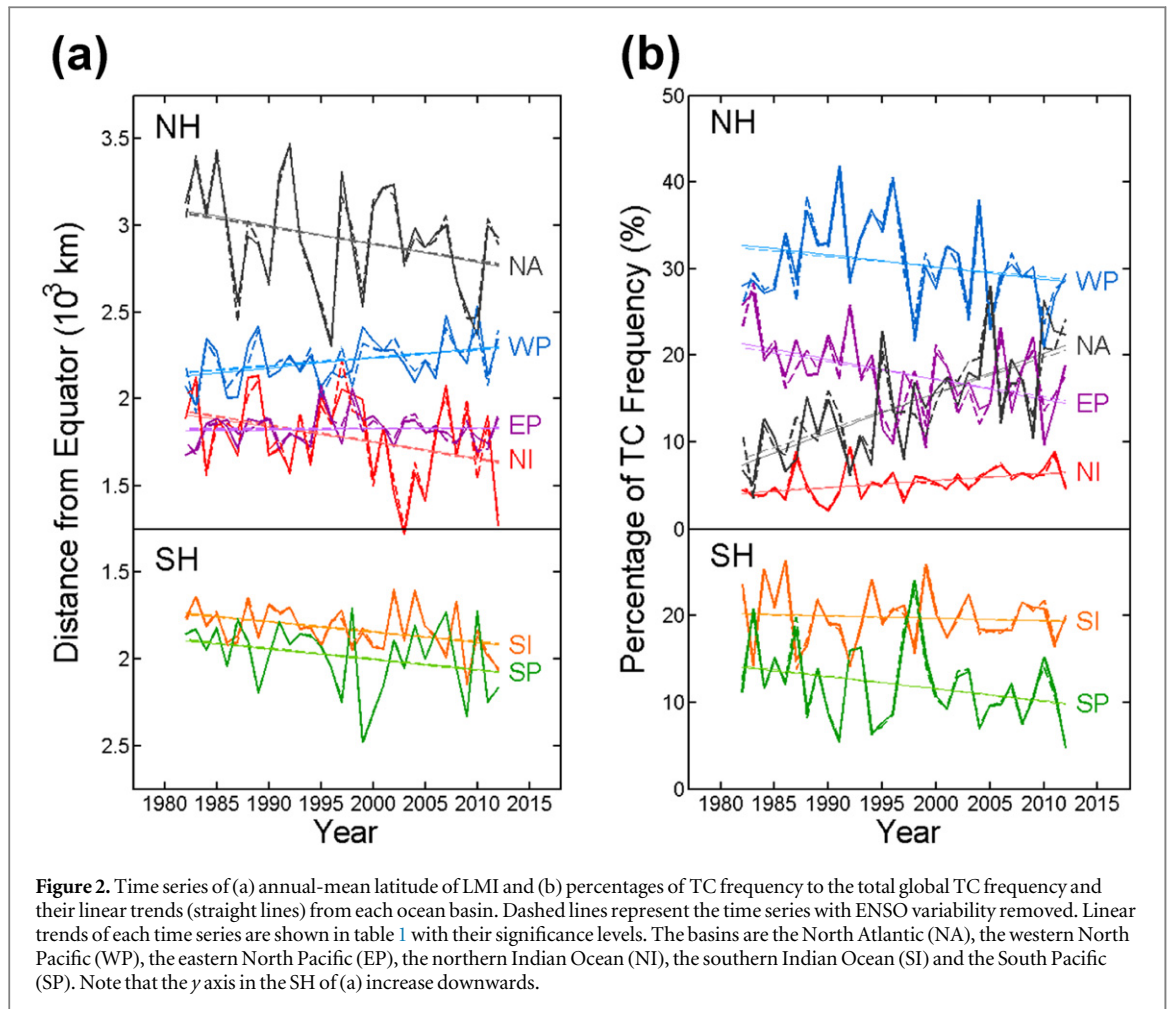 (a)
(b)
NH
3.5
3
2.5
2
1.5
NA
WP
EP
NI
SH
1.5
2
2.5
SI
SP
Distance from Equator (10³ km)
1980 1985 1990 1995 2000 2005 2010 2015
Year
NH
50
40
30
20
10
0
WP
NA
EP
NI
SH
20
10
0
SI
SP
Percentage of TC Frequency (%)
1980 1985 1990 1995 2000 2005 2010 2015
Year
Figure 2. Time series of (a) annual-mean latitude of LMI and (b) percentages of TC frequency to the total global TC frequency and
their linear trends (straight lines) from each ocean basin. Dashed lines represent the time series with ENSO variability removed. Linear
trends of each time series are shown in table 1 with their significance levels. The basins are the North Atlantic (NA), the western North
Pacific (WP), the eastern North Pacific (EP), the northern Indian Ocean (NI), the southern Indian Ocean (SI) and the South Pacific
(SP). Note that the y axis in the SH of (a) increase downwards.